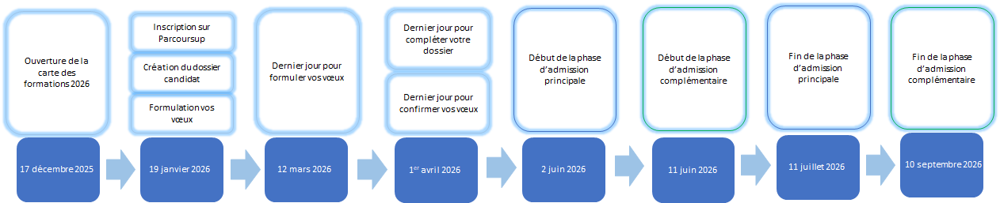 Ouverture de la
carte des
formations 2026
Inscription sur
Parcoursup
Création du dossier
candidat
Formulation vos
vœux
Dernier jour pour
formuler vos vœux
Dernier jour pour
compléter votre
dossier
Dernier jour pour
confirmer vos vœux
Début de la phase
d’admission
principale
Début de la phase
d’admission
complémentaire
Fin de la phase
d’admission
principale
Fin de la phase
d’admission
complémentaire
17 décembre 2025
19 janvier 2026
12 mars 2026
1er avril 2026
2 juin 2026
11 juin 2026
11 juillet 2026
10 septembre 2026